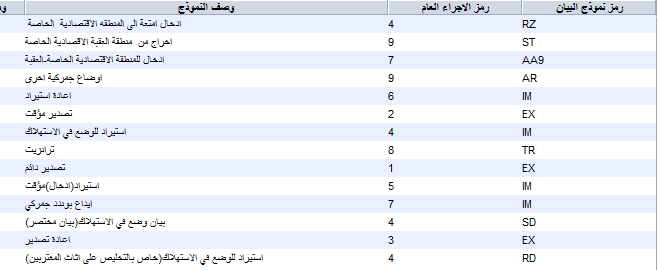 رمز نموذج البيان رمز الاجراء العام وصف النموذج
RZ 4 ادخال امتعة الى المنطقه الاقتصادية الخاصة
ST 9 اخراج من منطقة العقبة الاقتصادية الخاصة
AA9 7 ادخال للمنطقة الاقتصادية الخاصة-العقبة
AR 9 اوضاع جمركية اخرى
IM 6 اعادة استيراد
EX 2 تصدير مؤقت
IM 4 استيراد للوضع في الاستهلاك
TR 8 ترانزيت
EX 1 تصدير دائم
IM 5 استيراد(ادخال)مؤقت
IM 7 ايداع بوندد جمركي
SD 4 بيان وضع في الاستهلاك(بيان مختصر)
EX 3 اعادة تصدير
RD 4 استيراد للوضع في الاستهلاك(خاص بالتخليص على اثاث المغتربين)